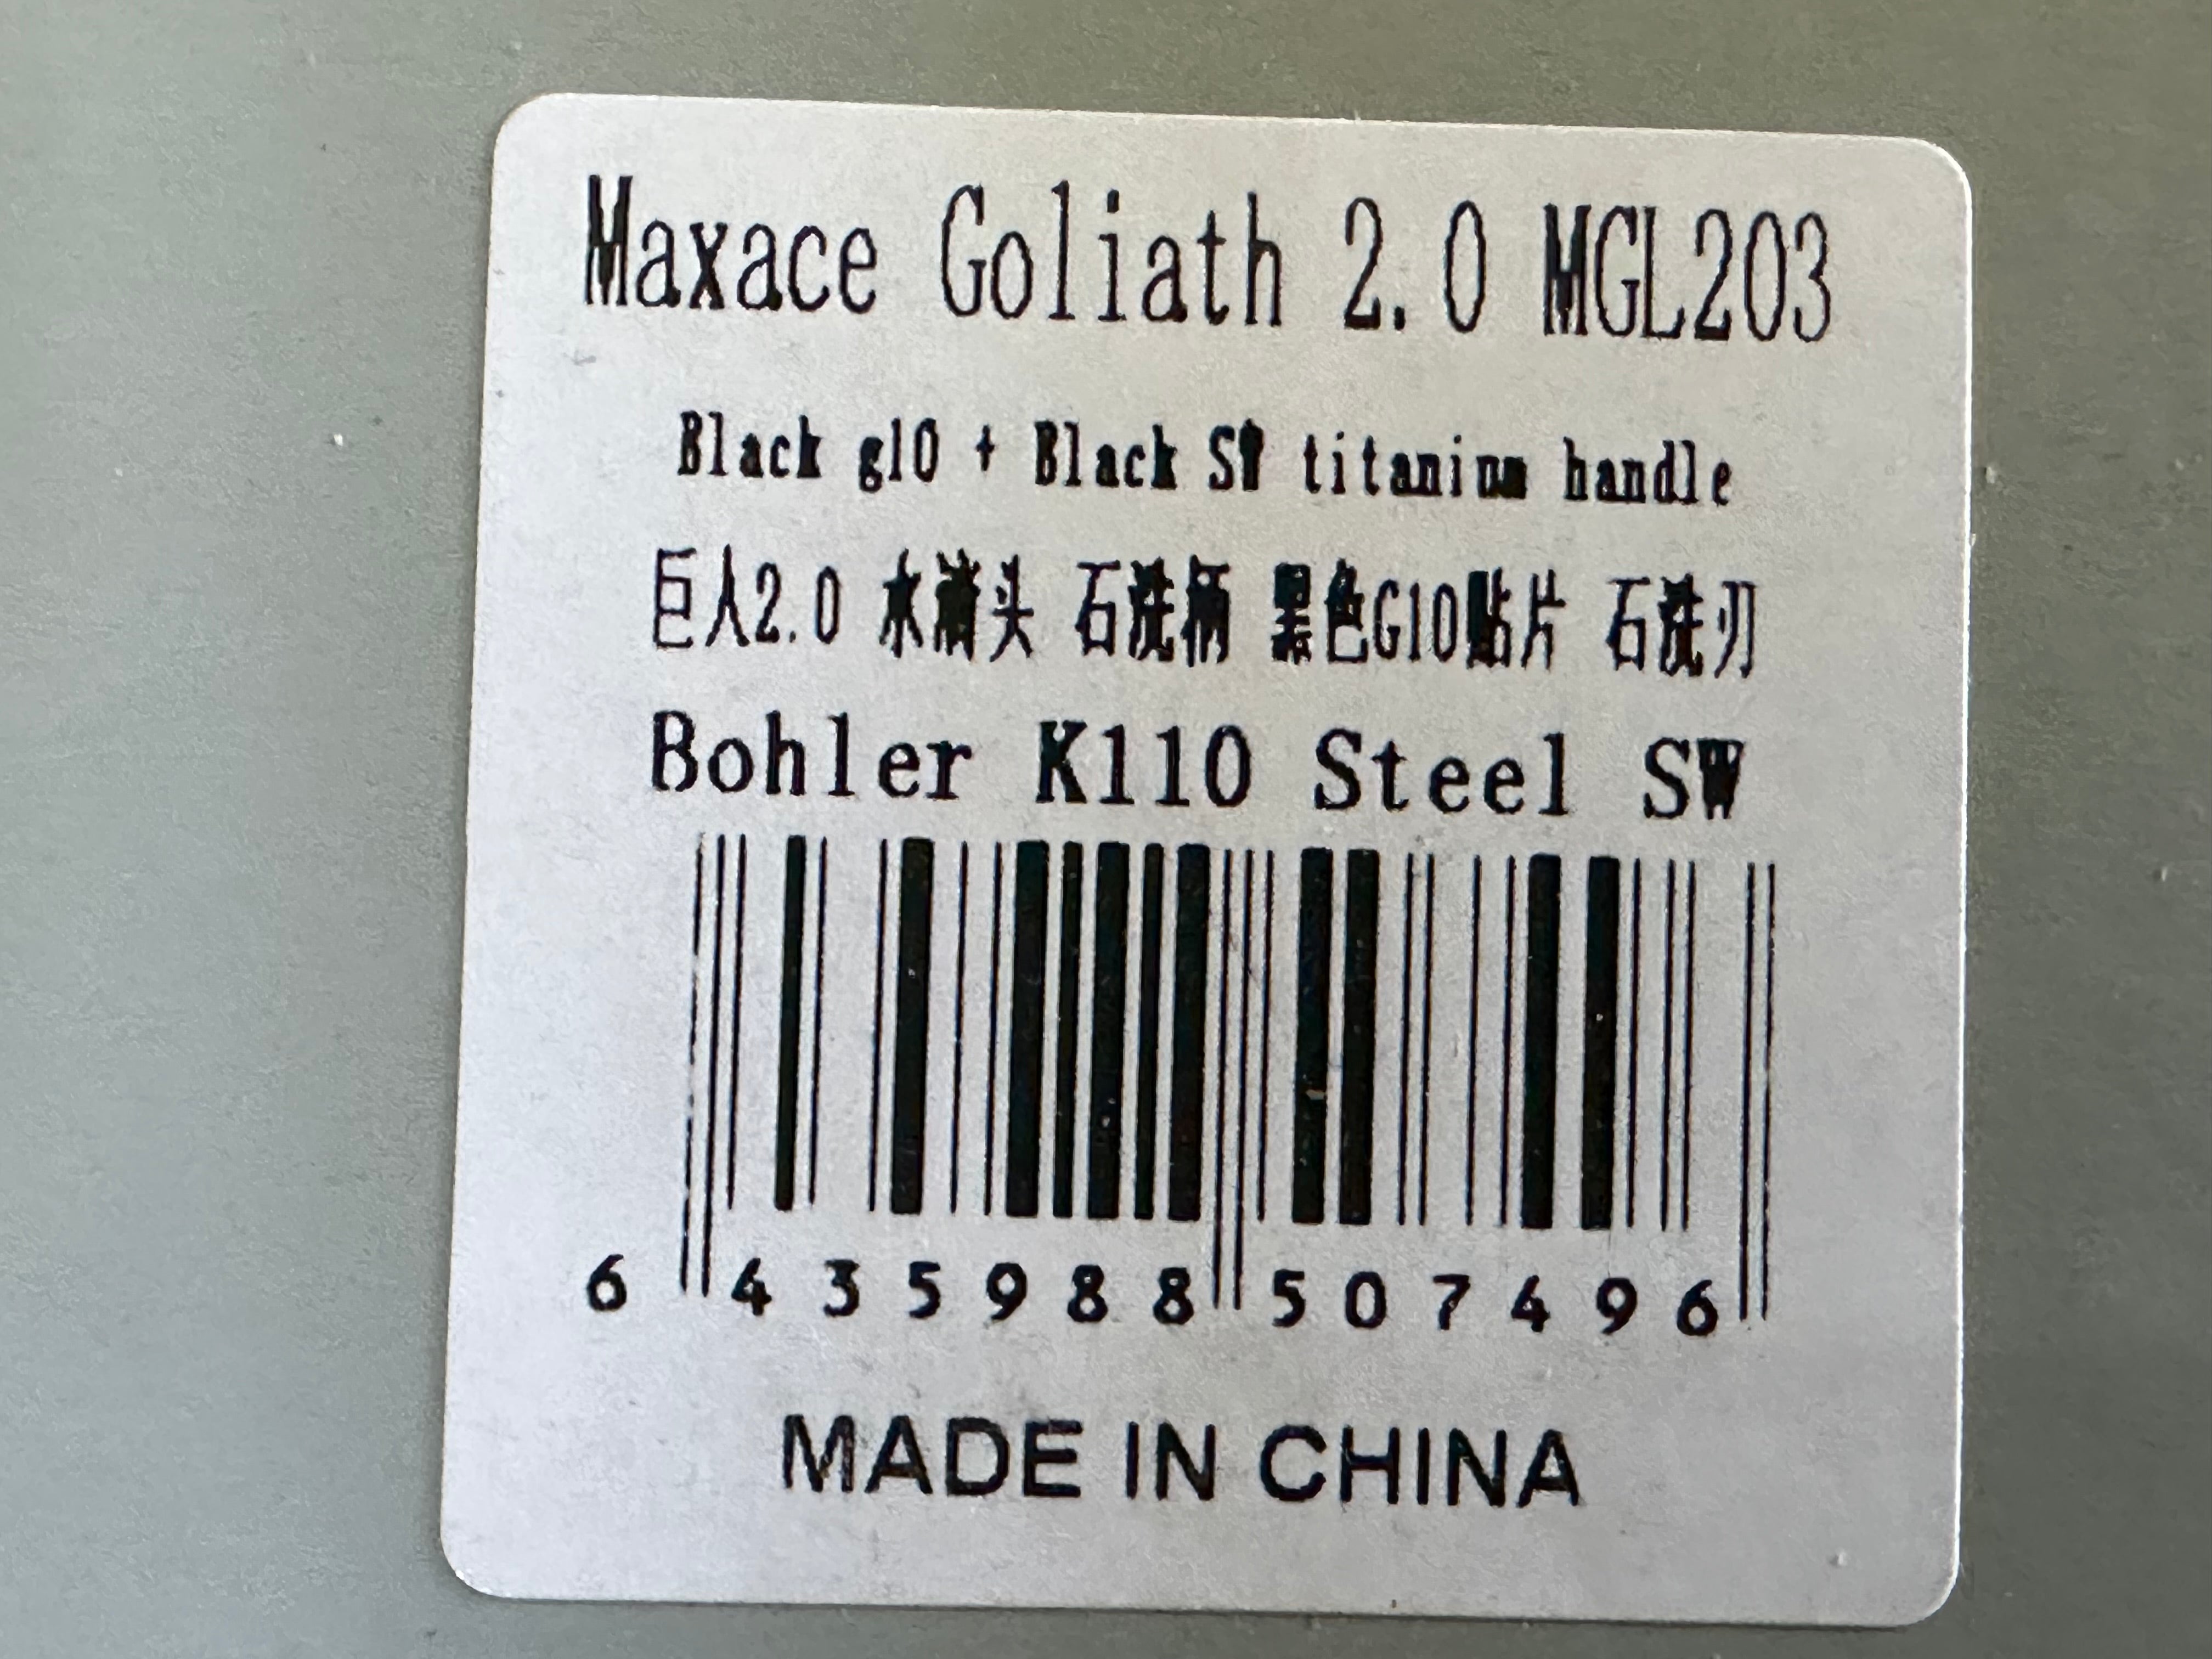 Maxace Goliath 2.0 MGL203
Black g10 + Black SW titanium handle
巨人2.0 水滴头 石洗柄 黑色G10贴片 石洗刃
Bohler K110 Steel SW
6 435988 507496
MADE IN CHINA